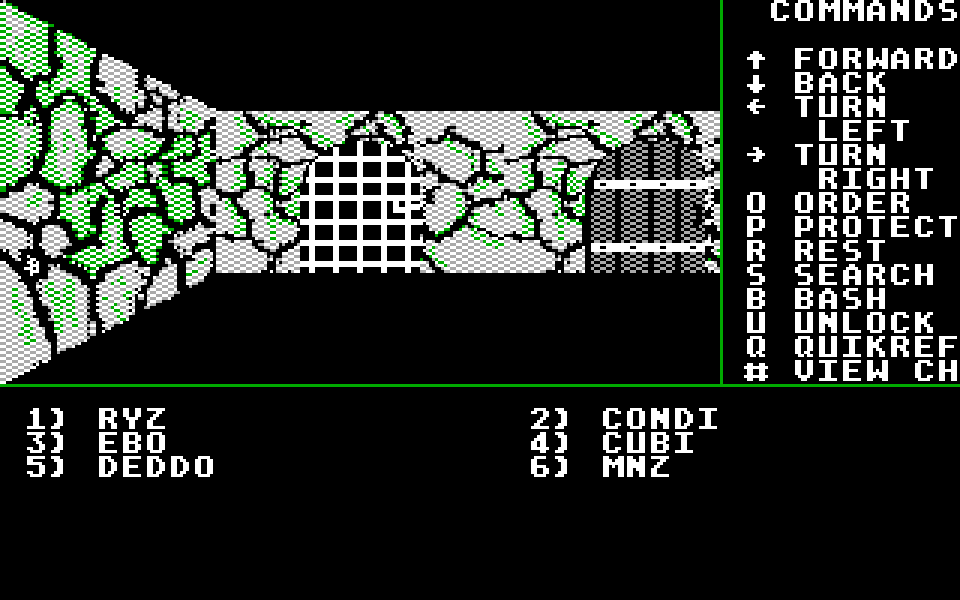 COMMANDS
↑ FORWARD
↓ BACK
← TURN
LEFT
→ TURN
RIGHT
O ORDER
P PROTECT
R REST
S SEARCH
B BASH
U UNLOCK
Q QUIKREF
# VIEW CH
1) RYZ 2) CONDI
3) EBO 4) CUBI
5) DEDDO 6) MNZ